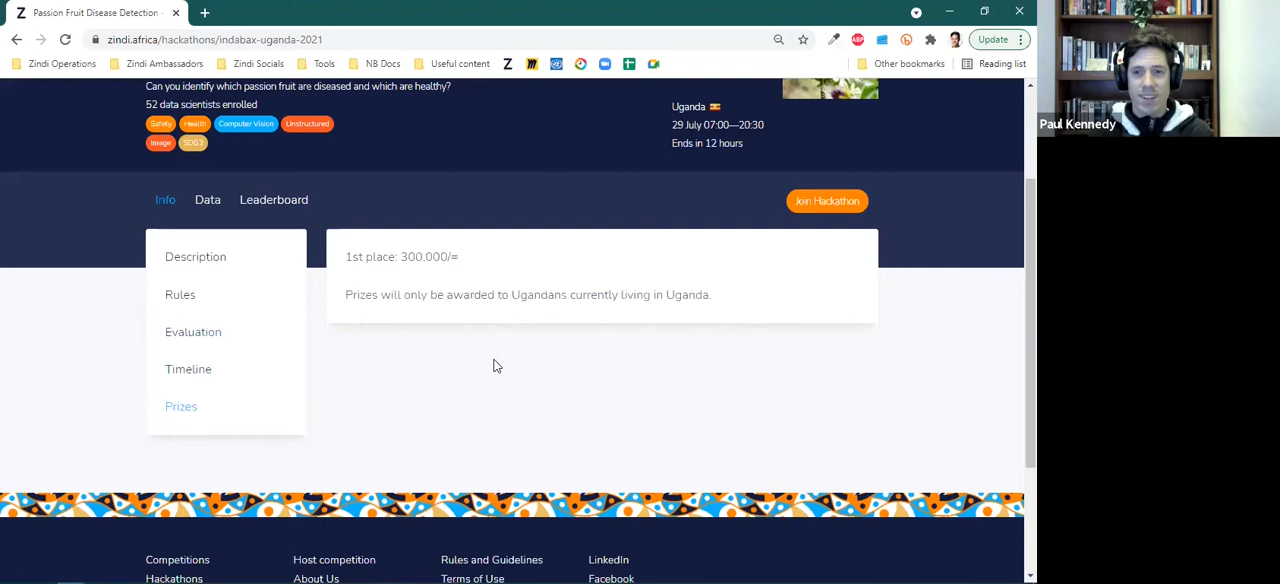 Z Passion Fruit Disease Detection -
zindi.africa/hackathons/indabax-uganda-2021
ABP
Update
Zindi Operations
Zindi Ambassadors
Zindi Socials
Tools
NB Docs
Useful content
Z
Other bookmarks
Reading list
Can you identify which passion fruit are diseased and which are healthy?
52 data scientists enrolled
Safety
Health
Computer Vision
Unstructured
Image
SDG3
Uganda
29 July 07:00—20:30
Ends in 12 hours
Paul Kennedy
Info
Data
Leaderboard
Join Hackathon
Description
Rules
Evaluation
Timeline
Prizes
1st place: 300,000/=
Prizes will only be awarded to Ugandans currently living in Uganda.
Competitions
Host competition
Rules and Guidelines
LinkedIn
Hackathons
About Us
Terms of Use
Facebook